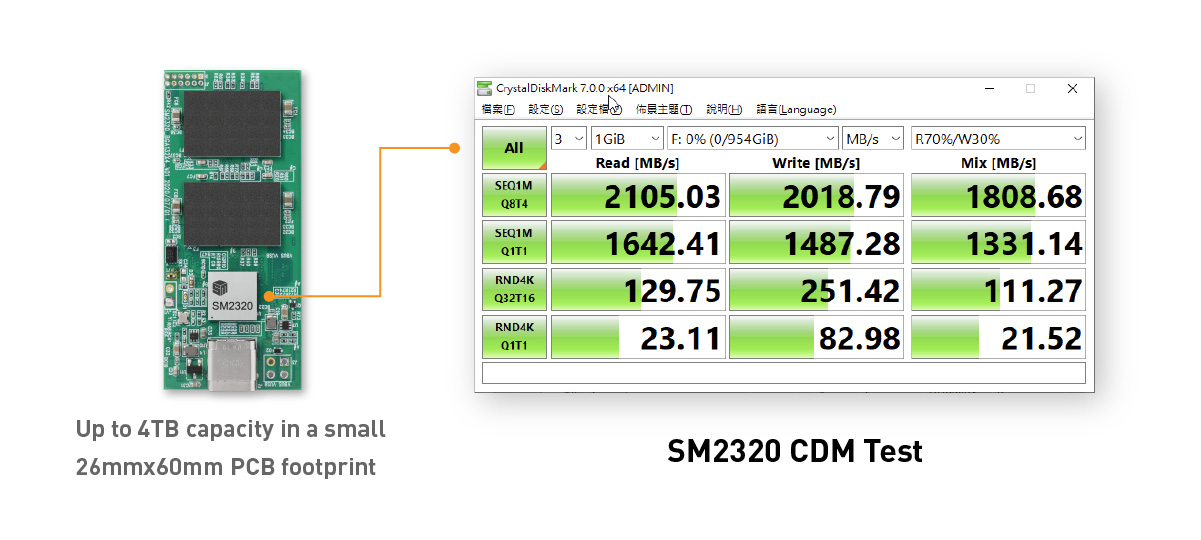 SM2320
Up to 4TB capacity in a small
26mmx60mm PCB footprint
CrystalDiskMark 7.0.0 x64 [ADMIN]
檔案(F) 設定(S) 設定檔 佈景主題(T) 說明(H) 語言(Language)
All 3 1GiB F: 0% (0/954GiB) MB/s R70%/W30%
Read [MB/s] Write [MB/s] Mix [MB/s]
SEQ1M
Q8T4
2105.03 2018.79 1808.68
SEQ1M
Q1T1
1642.41 1487.28 1331.14
RND4K
Q32T16
129.75 251.42 111.27
RND4K
Q1T1
23.11 82.98 21.52
SM2320 CDM Test